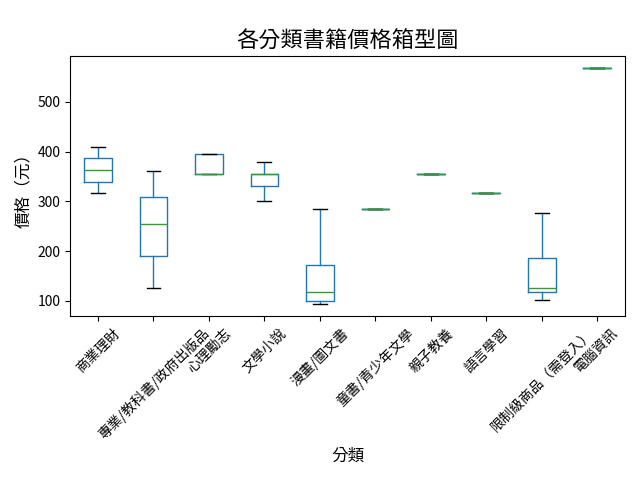 各分類書籍價格箱型圖
價格（元）
500
400
300
200
100
商業理財
專業/教科書/政府出版品
心理勵志
文學小說
漫畫/圖文書
童書/青少年文學
親子教養
語言學習
限制級商品（需登入）
電腦資訊
分類